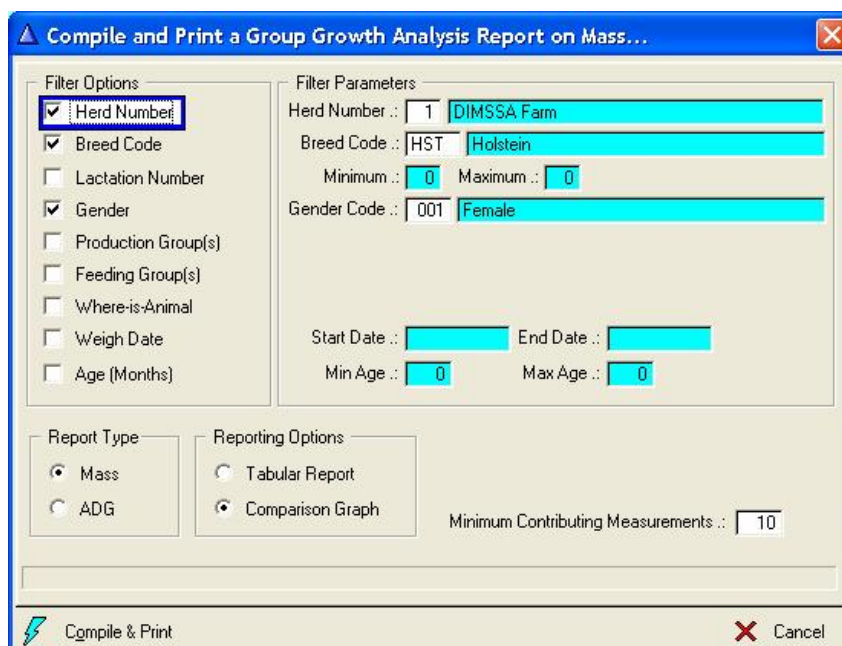 Compile and Print a Group Growth Analysis Report on Mass...
Filter Options
Herd Number
Breed Code
Lactation Number
Gender
Production Group(s)
Feeding Group(s)
Where-is-Animal
Weigh Date
Age (Months)
Filter Parameters
Herd Number .: 1 DIMSSA Farm
Breed Code .: HST Holstein
Minimum .: 0 Maximum .: 0
Gender Code .: 001 Female
Start Date .: End Date .:
Min Age .: 0 Max Age .: 0
Report Type
Mass
ADG
Reporting Options
Tabular Report
Comparison Graph
Minimum Contributing Measurements .: 10
Compile & Print
Cancel